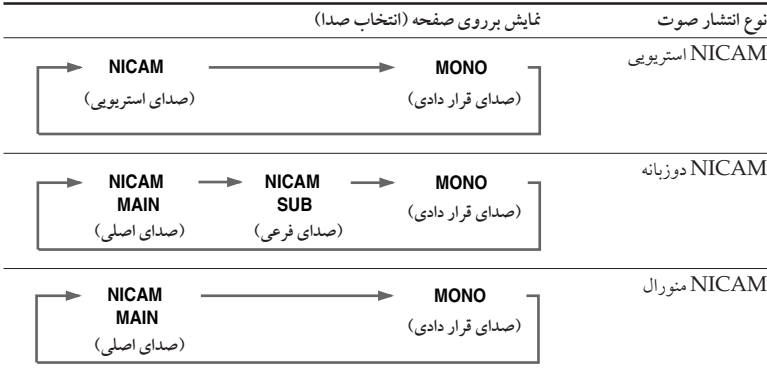 نوع انتشار صوت
نمایش برروی صفحه (انتخاب صدا)
NICAM استریویی
NICAM
MONO
(صدای استریویی)
(صدای قرار دادی)
NICAM دوزبانه
NICAM MAIN
NICAM SUB
MONO
(صدای اصلی)
(صدای فرعی)
(صدای قرار دادی)
NICAM منورال
NICAM MAIN
MONO
(صدای اصلی)
(صدای قرار دادی)